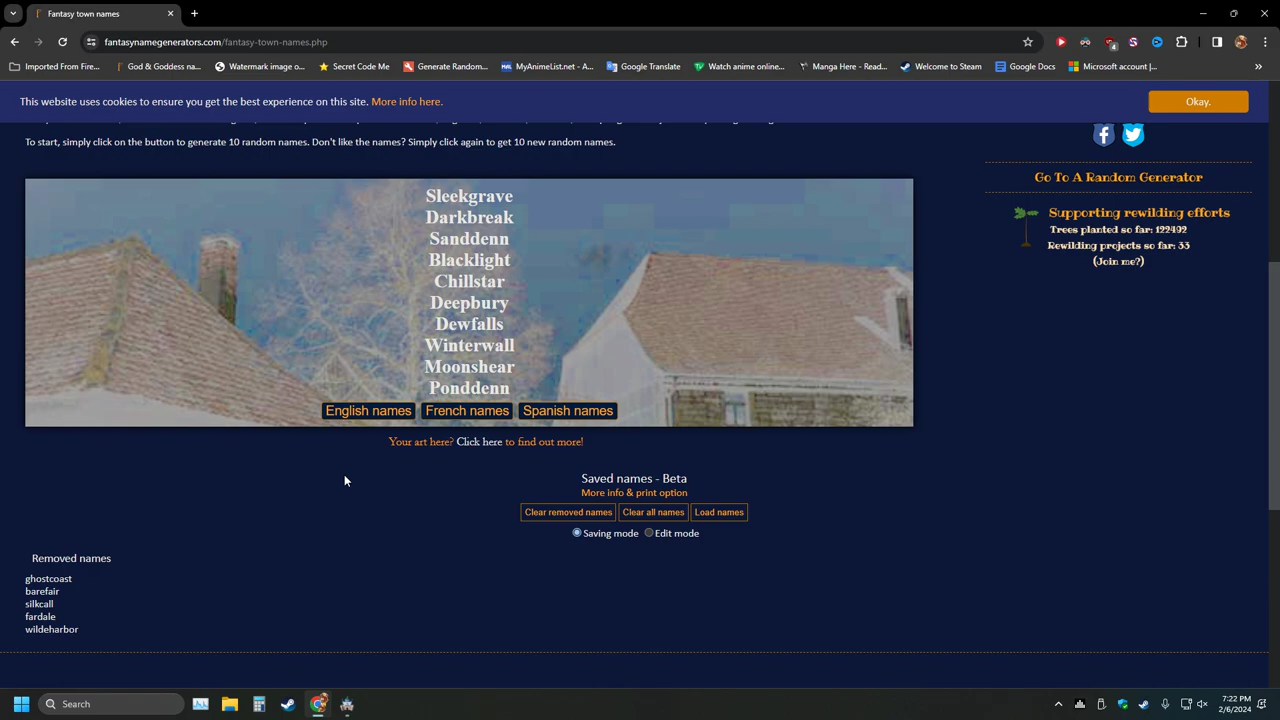 Fantasy town names
fantasynamegenerators.com/fantasy-town-names.php
Imported From Fire... God & Goddess na... Watermark image o... Secret Code Me Generate Random... MyAnimeList.net - A... Google Translate Watch anime online... Manga Here - Read... Welcome to Steam Google Docs Microsoft account |...
This website uses cookies to ensure you get the best experience on this site. More info here.
Okay.
To start, simply click on the button to generate 10 random names. Don't like the names? Simply click again to get 10 new random names.
Sleekgrave
Darkbreak
Sanddenn
Blacklight
Chillstar
Deepbury
Dewfalls
Winterwall
Moonshear
Ponddenn
English names French names Spanish names
Your art here? Click here to find out more!
Go To A Random Generator
Supporting rewilding efforts
Trees planted so far: 122492
Rewilding projects so far: 33
(Join me?)
Saved names - Beta
More info & print option
Clear removed names Clear all names Load names
Saving mode Edit mode
Removed names
ghostcoast
barefair
silkcall
fardale
wildeharbor
Search
7:22 PM
2/6/2024